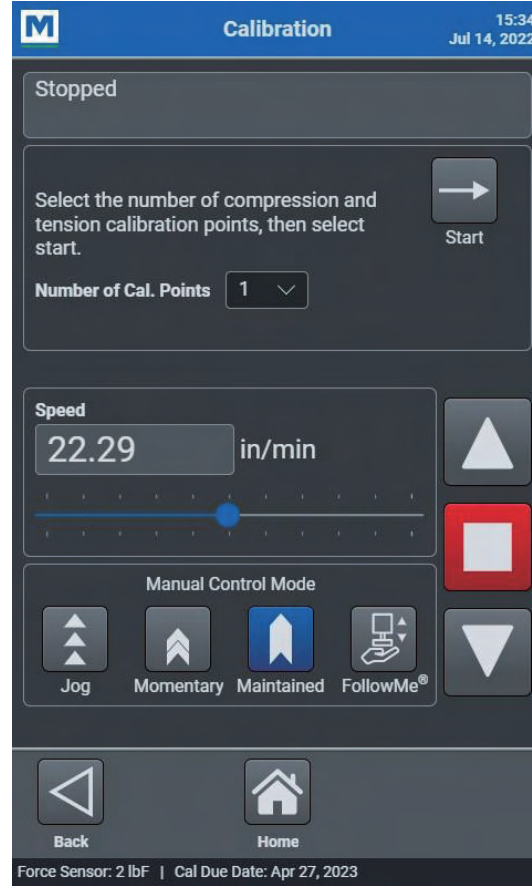 M
Calibration
15:34
Jul 14, 2022
Stopped
Select the number of compression and
tension calibration points, then select
start.
Start
Number of Cal. Points 1
Speed
22.29 in/min
Manual Control Mode
Jog Momentary Maintained FollowMe®
Back Home
Force Sensor: 2 lbF | Cal Due Date: Apr 27, 2023